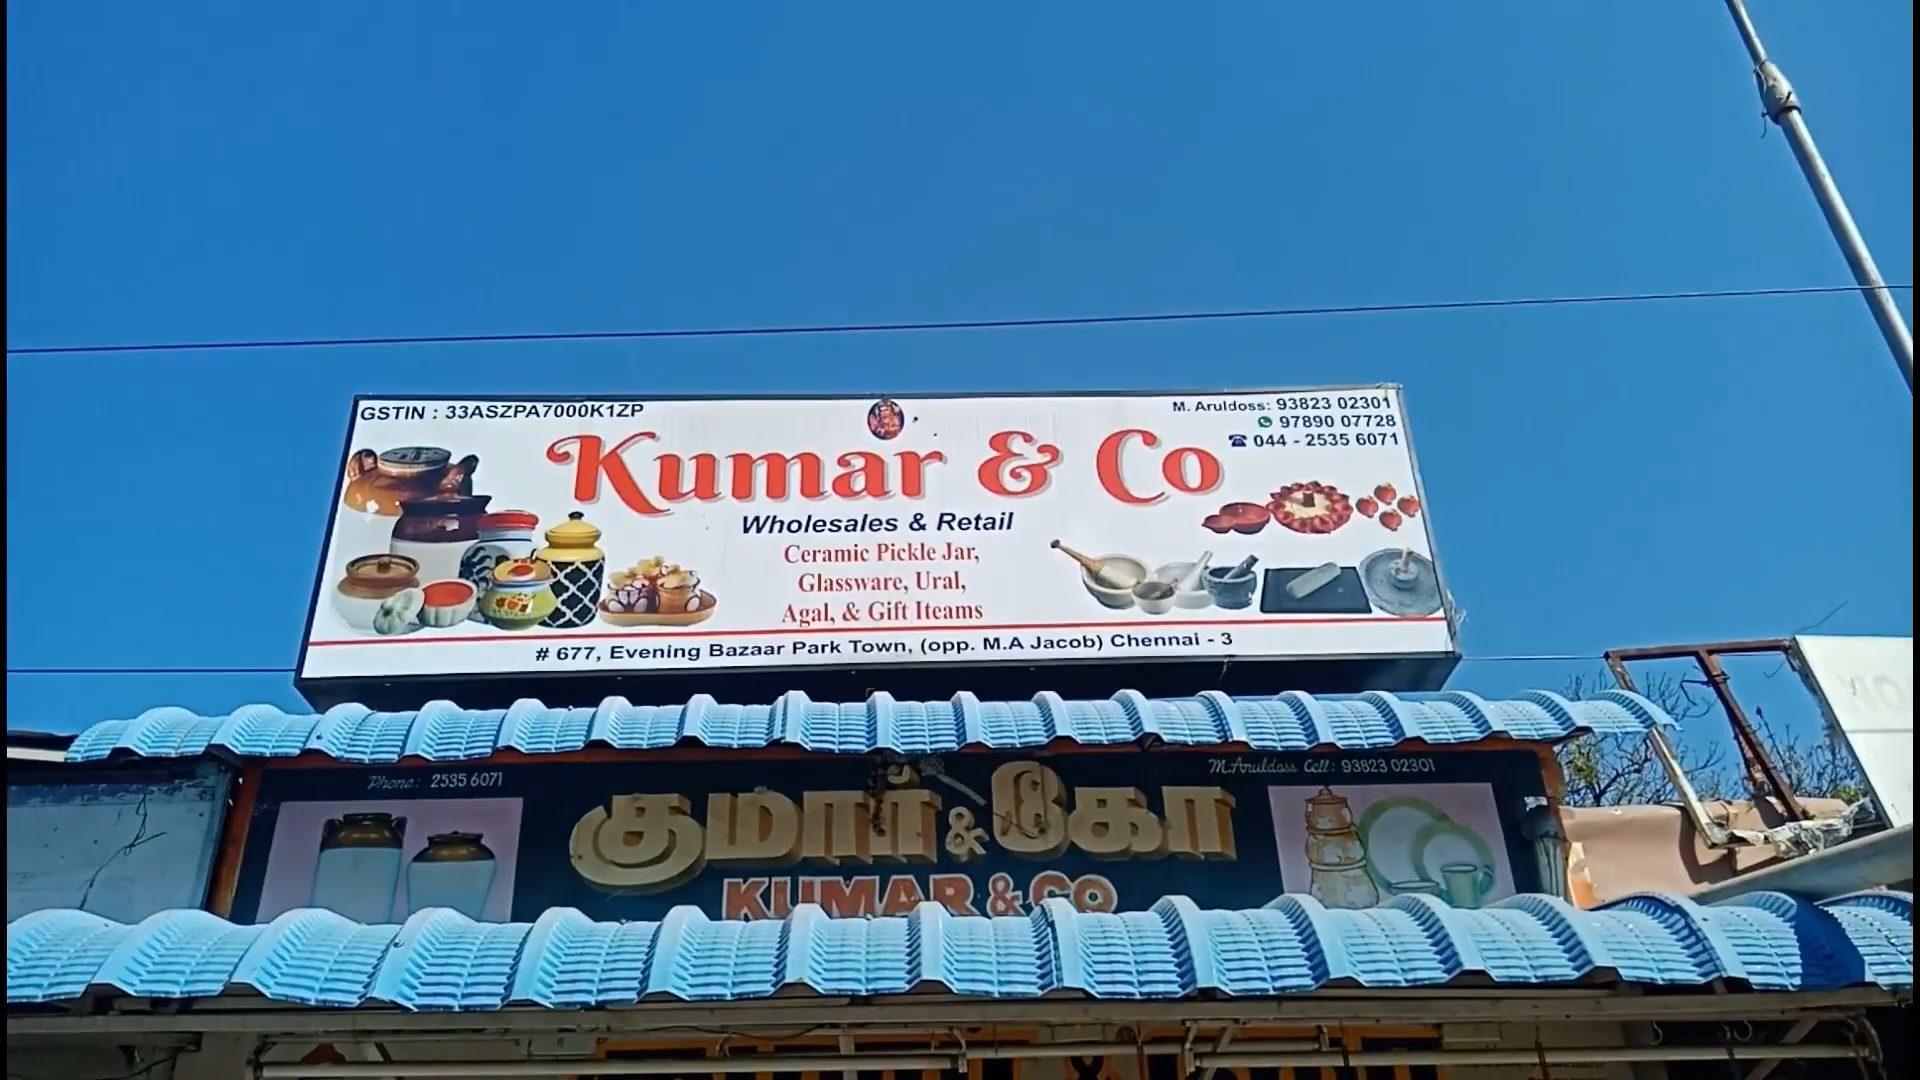 GSTIN : 33ASZPA7000K1ZP
M. Aruldoss: 93823 02301
97890 07728
044 - 2535 6071
Kumar & Co
Wholesales & Retail
Ceramic Pickle Jar,
Glassware, Ural,
Agal, & Gift Iteams
# 677, Evening Bazaar Park Town, (opp. M.A Jacob) Chennai - 3
Phone: 2535 6071
M.Aruldoss Cell: 93823 02301
குமார் & கோ
KUMAR & CO